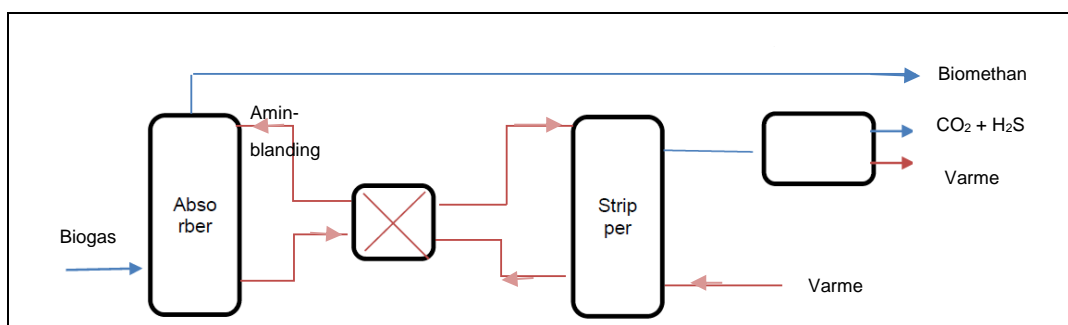 Biomethan
Amin-
blanding
CO₂ + H₂S
Varme
Abso
rber
Strip
per
Biogas
Varme